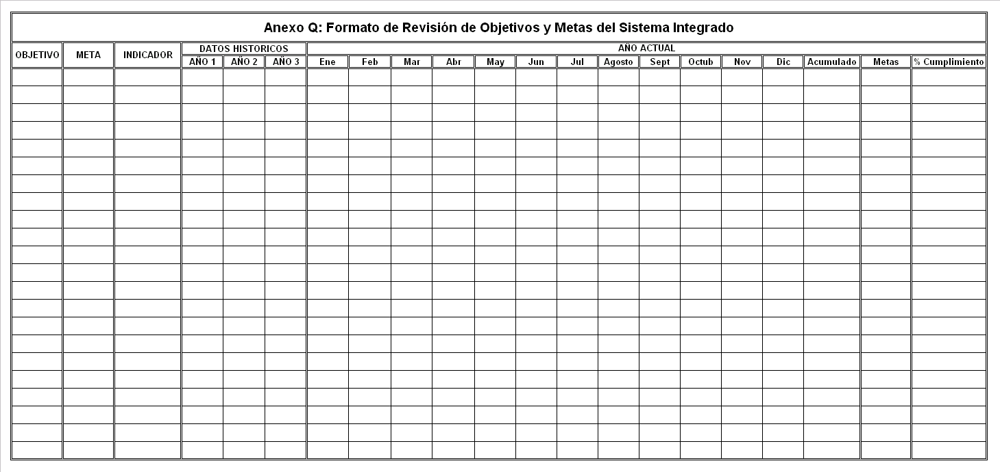 Anexo Q: Formato de Revisión de Objetivos y Metas del Sistema Integrado
OBJETIVO META INDICADOR DATOS HISTORICOS AÑO ACTUAL
AÑO 1 AÑO 2 AÑO 3 Ene Feb Mar Abr May Jun Jul Agosto Sept Octub Nov Dic Acumulado Metas % Cumplimiento